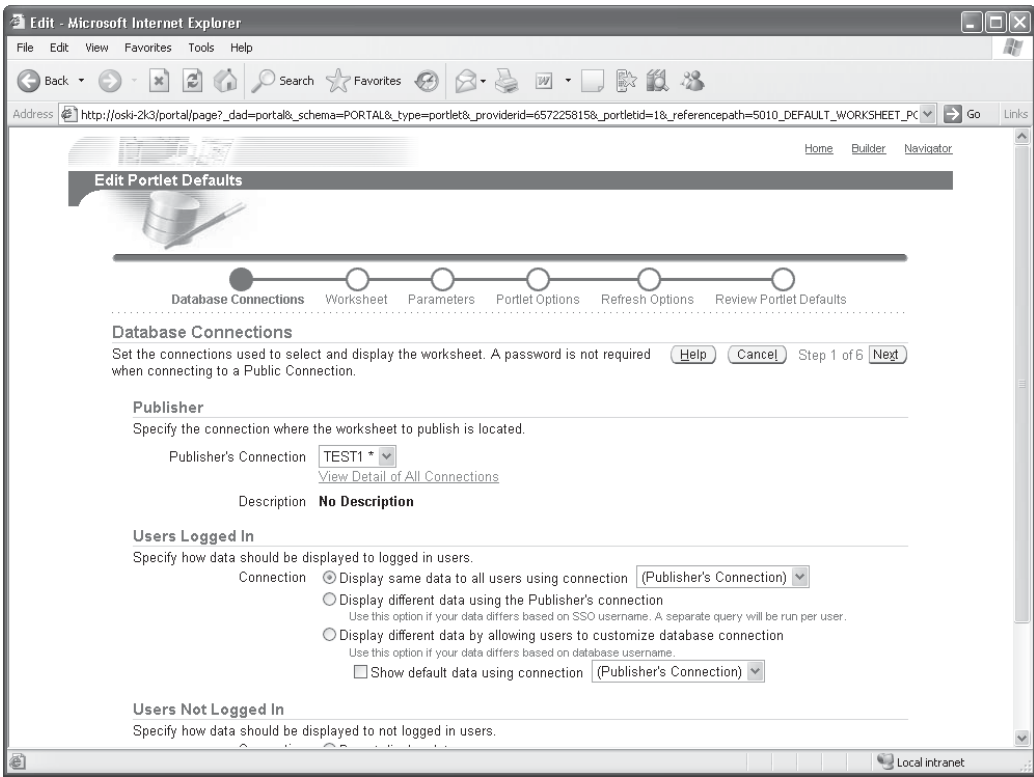 Edit - Microsoft Internet Explorer
File Edit View Favorites Tools Help
Back Search Favorites
Address http://oski-2k3/portal/page?_dad=portal&_schema=PORTAL&_type=portlet&_providerid=657225815&_portletid=1&_referencepath=5010_DEFAULT_WORKSHEET_PC Go Links
Home Builder Navigator
Edit Portlet Defaults
Database Connections Worksheet Parameters Portlet Options Refresh Options Review Portlet Defaults
Database Connections
Set the connections used to select and display the worksheet. A password is not required Help Cancel Step 1 of 6 Next
when connecting to a Public Connection.
Publisher
Specify the connection where the worksheet to publish is located.
Publisher's Connection TEST1 *
View Detail of All Connections
Description No Description
Users Logged In
Specify how data should be displayed to logged in users.
Connection Display same data to all users using connection (Publisher's Connection)
Display different data using the Publisher's connection
Use this option if your data differs based on SSO username. A separate query will be run per user.
Display different data by allowing users to customize database connection
Use this option if your data differs based on database username.
Show default data using connection (Publisher's Connection)
Users Not Logged In
Specify how data should be displayed to not logged in users.
Local intranet